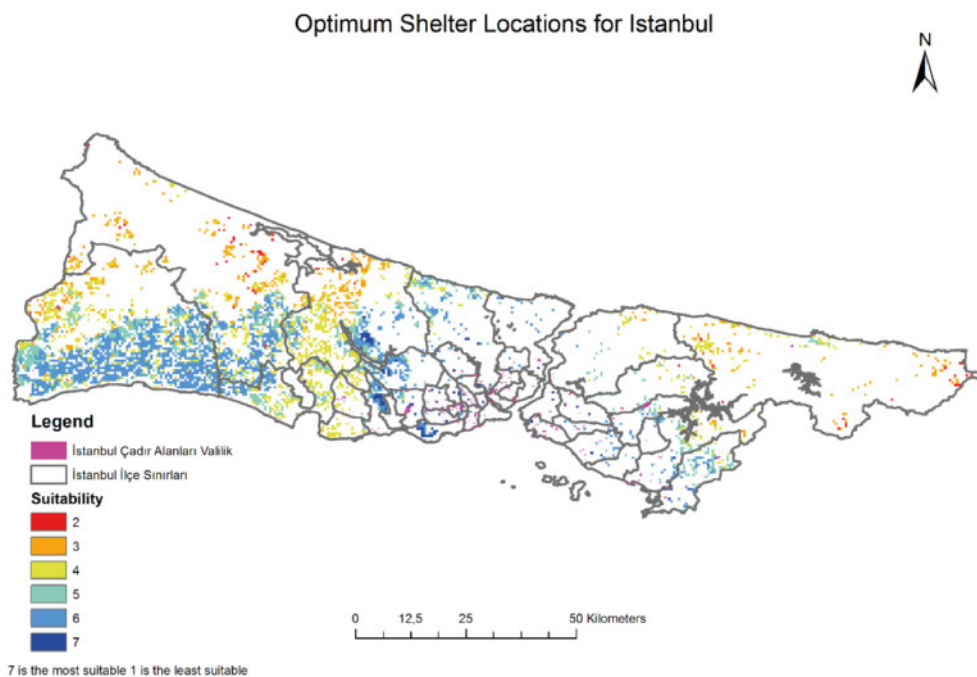 Optimum Shelter Locations for Istanbul
N
Legend
İstanbul Çadır Alanları Valilik
İstanbul İlçe Sınırları
Suitability
2
3
4
5
6
7
0 12,5 25 50 Kilometers
7 is the most suitable 1 is the least suitable